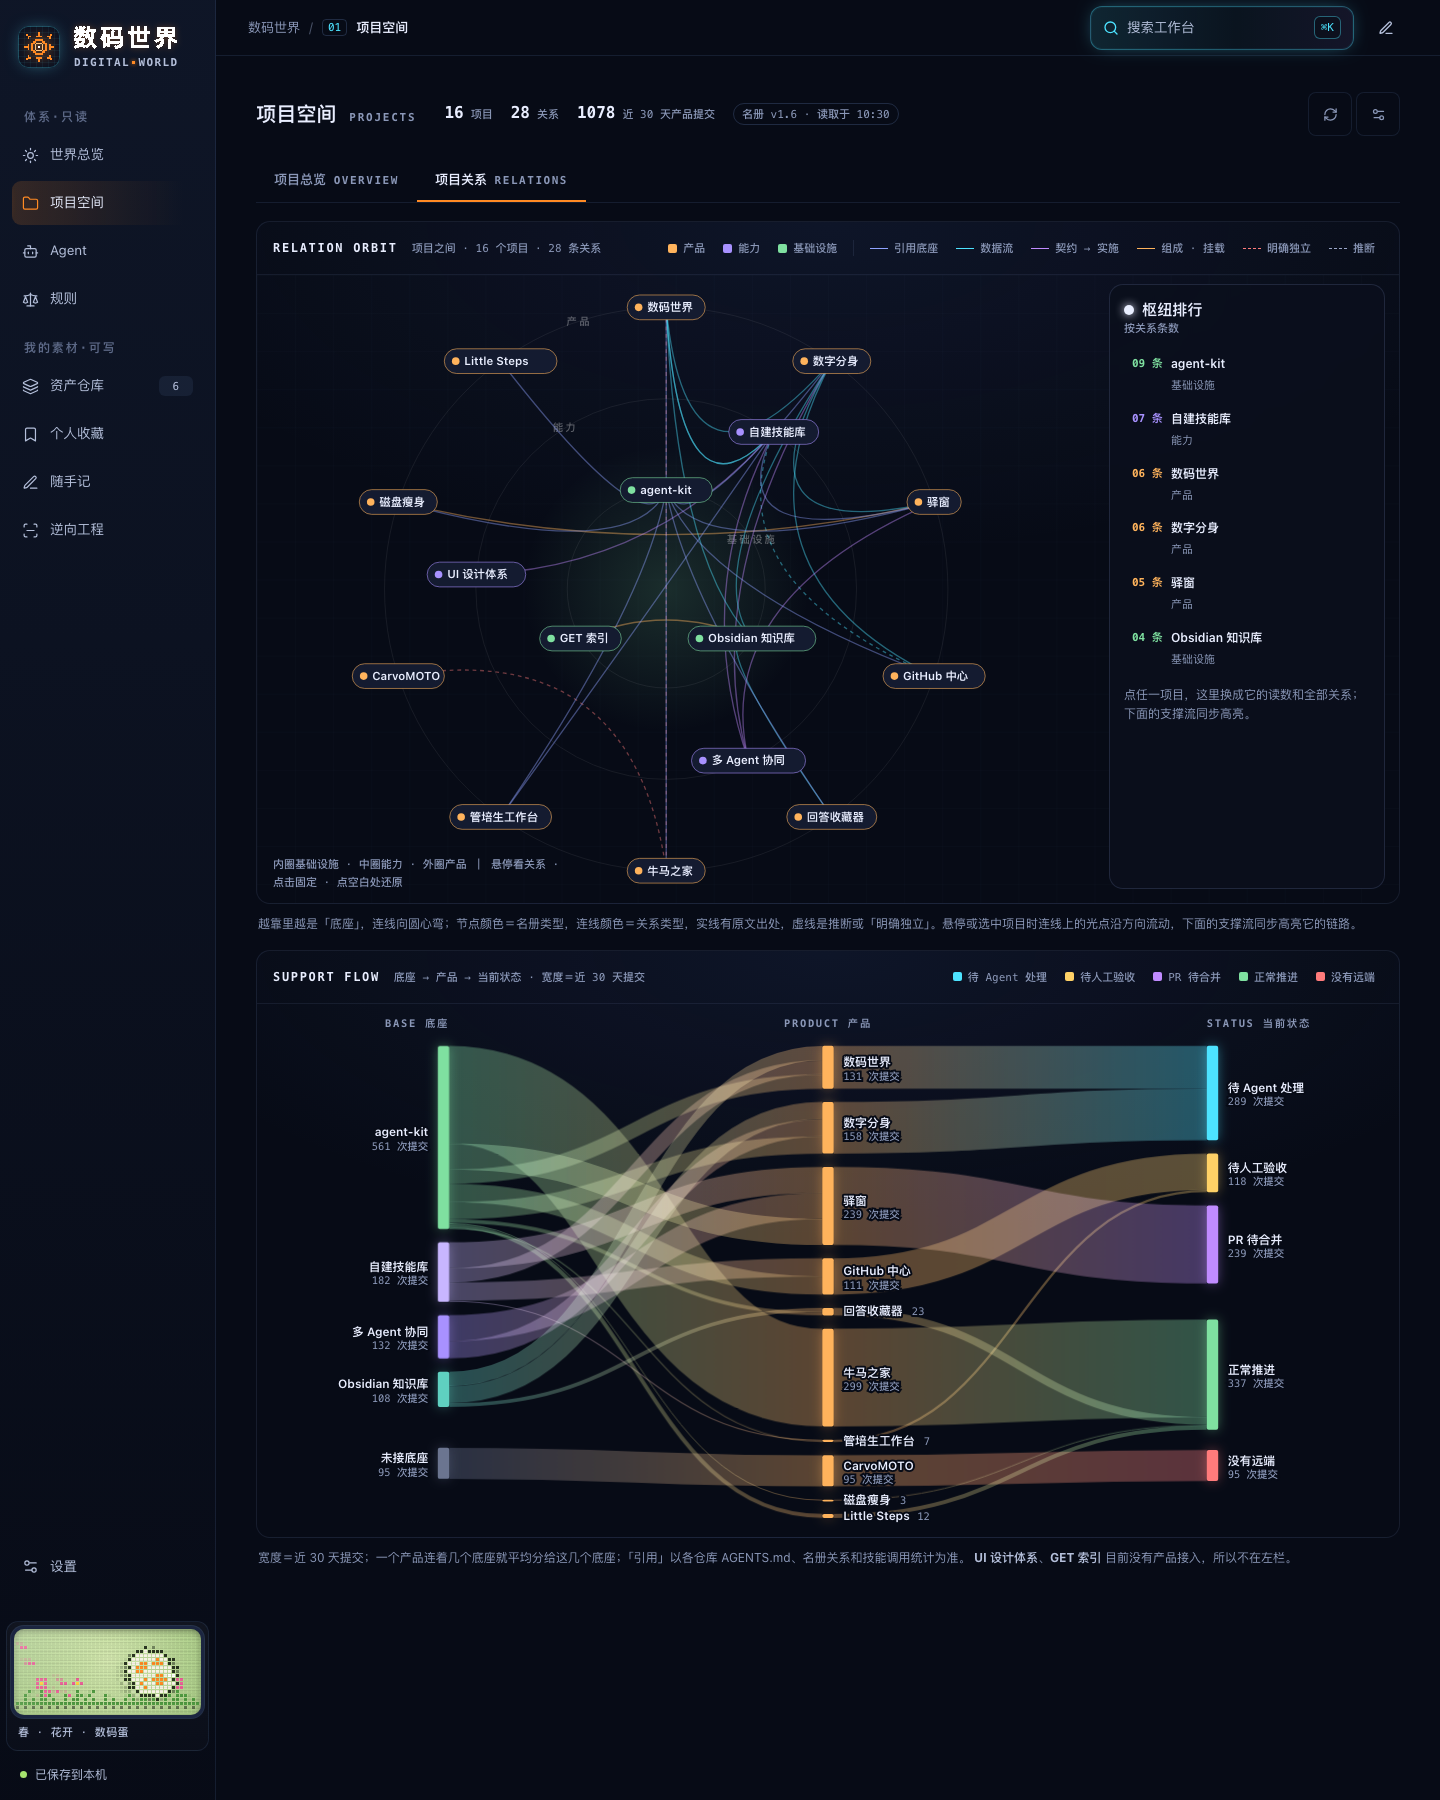 数码世界
DIGITAL•WORLD
体系·只读
世界总览
项目空间
Agent
规则
我的素材·可写
资产仓库 6
个人收藏
随手记
逆向工程
设置
春 · 花开 · 数码蛋
已保存到本机
数码世界 / 01 项目空间
搜索工作台 ⌘K
项目空间 PROJECTS 16 项目 28 关系 1078 近 30 天产品提交 名册 v1.6 · 读取于 10:30
项目总览 OVERVIEW 项目关系 RELATIONS
RELATION ORBIT 项目之间 · 16 个项目 · 28 条关系 产品 能力 基础设施 引用底座 数据流 契约 → 实施 组成 · 挂载 明确独立 推断
数码世界
产品
Little Steps
数字分身
能力
自建技能库
agent-kit
磁盘瘦身
驿窗
基础设施
UI 设计体系
GET 索引
Obsidian 知识库
CarvoMOTO
GitHub 中心
多 Agent 协同
管培生工作台
回答收藏器
牛马之家
内圈基础设施 · 中圈能力 · 外圈产品 | 悬停看关系 ·
点击固定 · 点空白处还原
枢纽排行
按关系条数
09 条 agent-kit
基础设施
07 条 自建技能库
能力
06 条 数码世界
产品
06 条 数字分身
产品
05 条 驿窗
产品
04 条 Obsidian 知识库
基础设施
点任一项目，这里换成它的读数和全部关系；
下面的支撑流同步高亮。
越靠里越是「底座」，连线向圆心弯；节点颜色＝名册类型，连线颜色＝关系类型，实线有原文出处，虚线是推断或「明确独立」。悬停或选中项目时连线上的光点沿方向流动，下面的支撑流同步高亮它的链路。
SUPPORT FLOW 底座 → 产品 → 当前状态 · 宽度＝近 30 天提交 待 Agent 处理 待人工验收 PR 待合并 正常推进 没有远端
BASE 底座 PRODUCT 产品 STATUS 当前状态
agent-kit
561 次提交
自建技能库
182 次提交
多 Agent 协同
132 次提交
Obsidian 知识库
108 次提交
未接底座
95 次提交
数码世界
131 次提交
数字分身
158 次提交
驿窗
239 次提交
GitHub 中心
111 次提交
回答收藏器 23
牛马之家
299 次提交
管培生工作台 7
CarvoMOTO
95 次提交
磁盘瘦身 3
Little Steps 12
待 Agent 处理
289 次提交
待人工验收
118 次提交
PR 待合并
239 次提交
正常推进
337 次提交
没有远端
95 次提交
宽度＝近 30 天提交；一个产品连着几个底座就平均分给这几个底座；「引用」以各仓库 AGENTS.md、名册关系和技能调用统计为准。 UI 设计体系、GET 索引 目前没有产品接入，所以不在左栏。